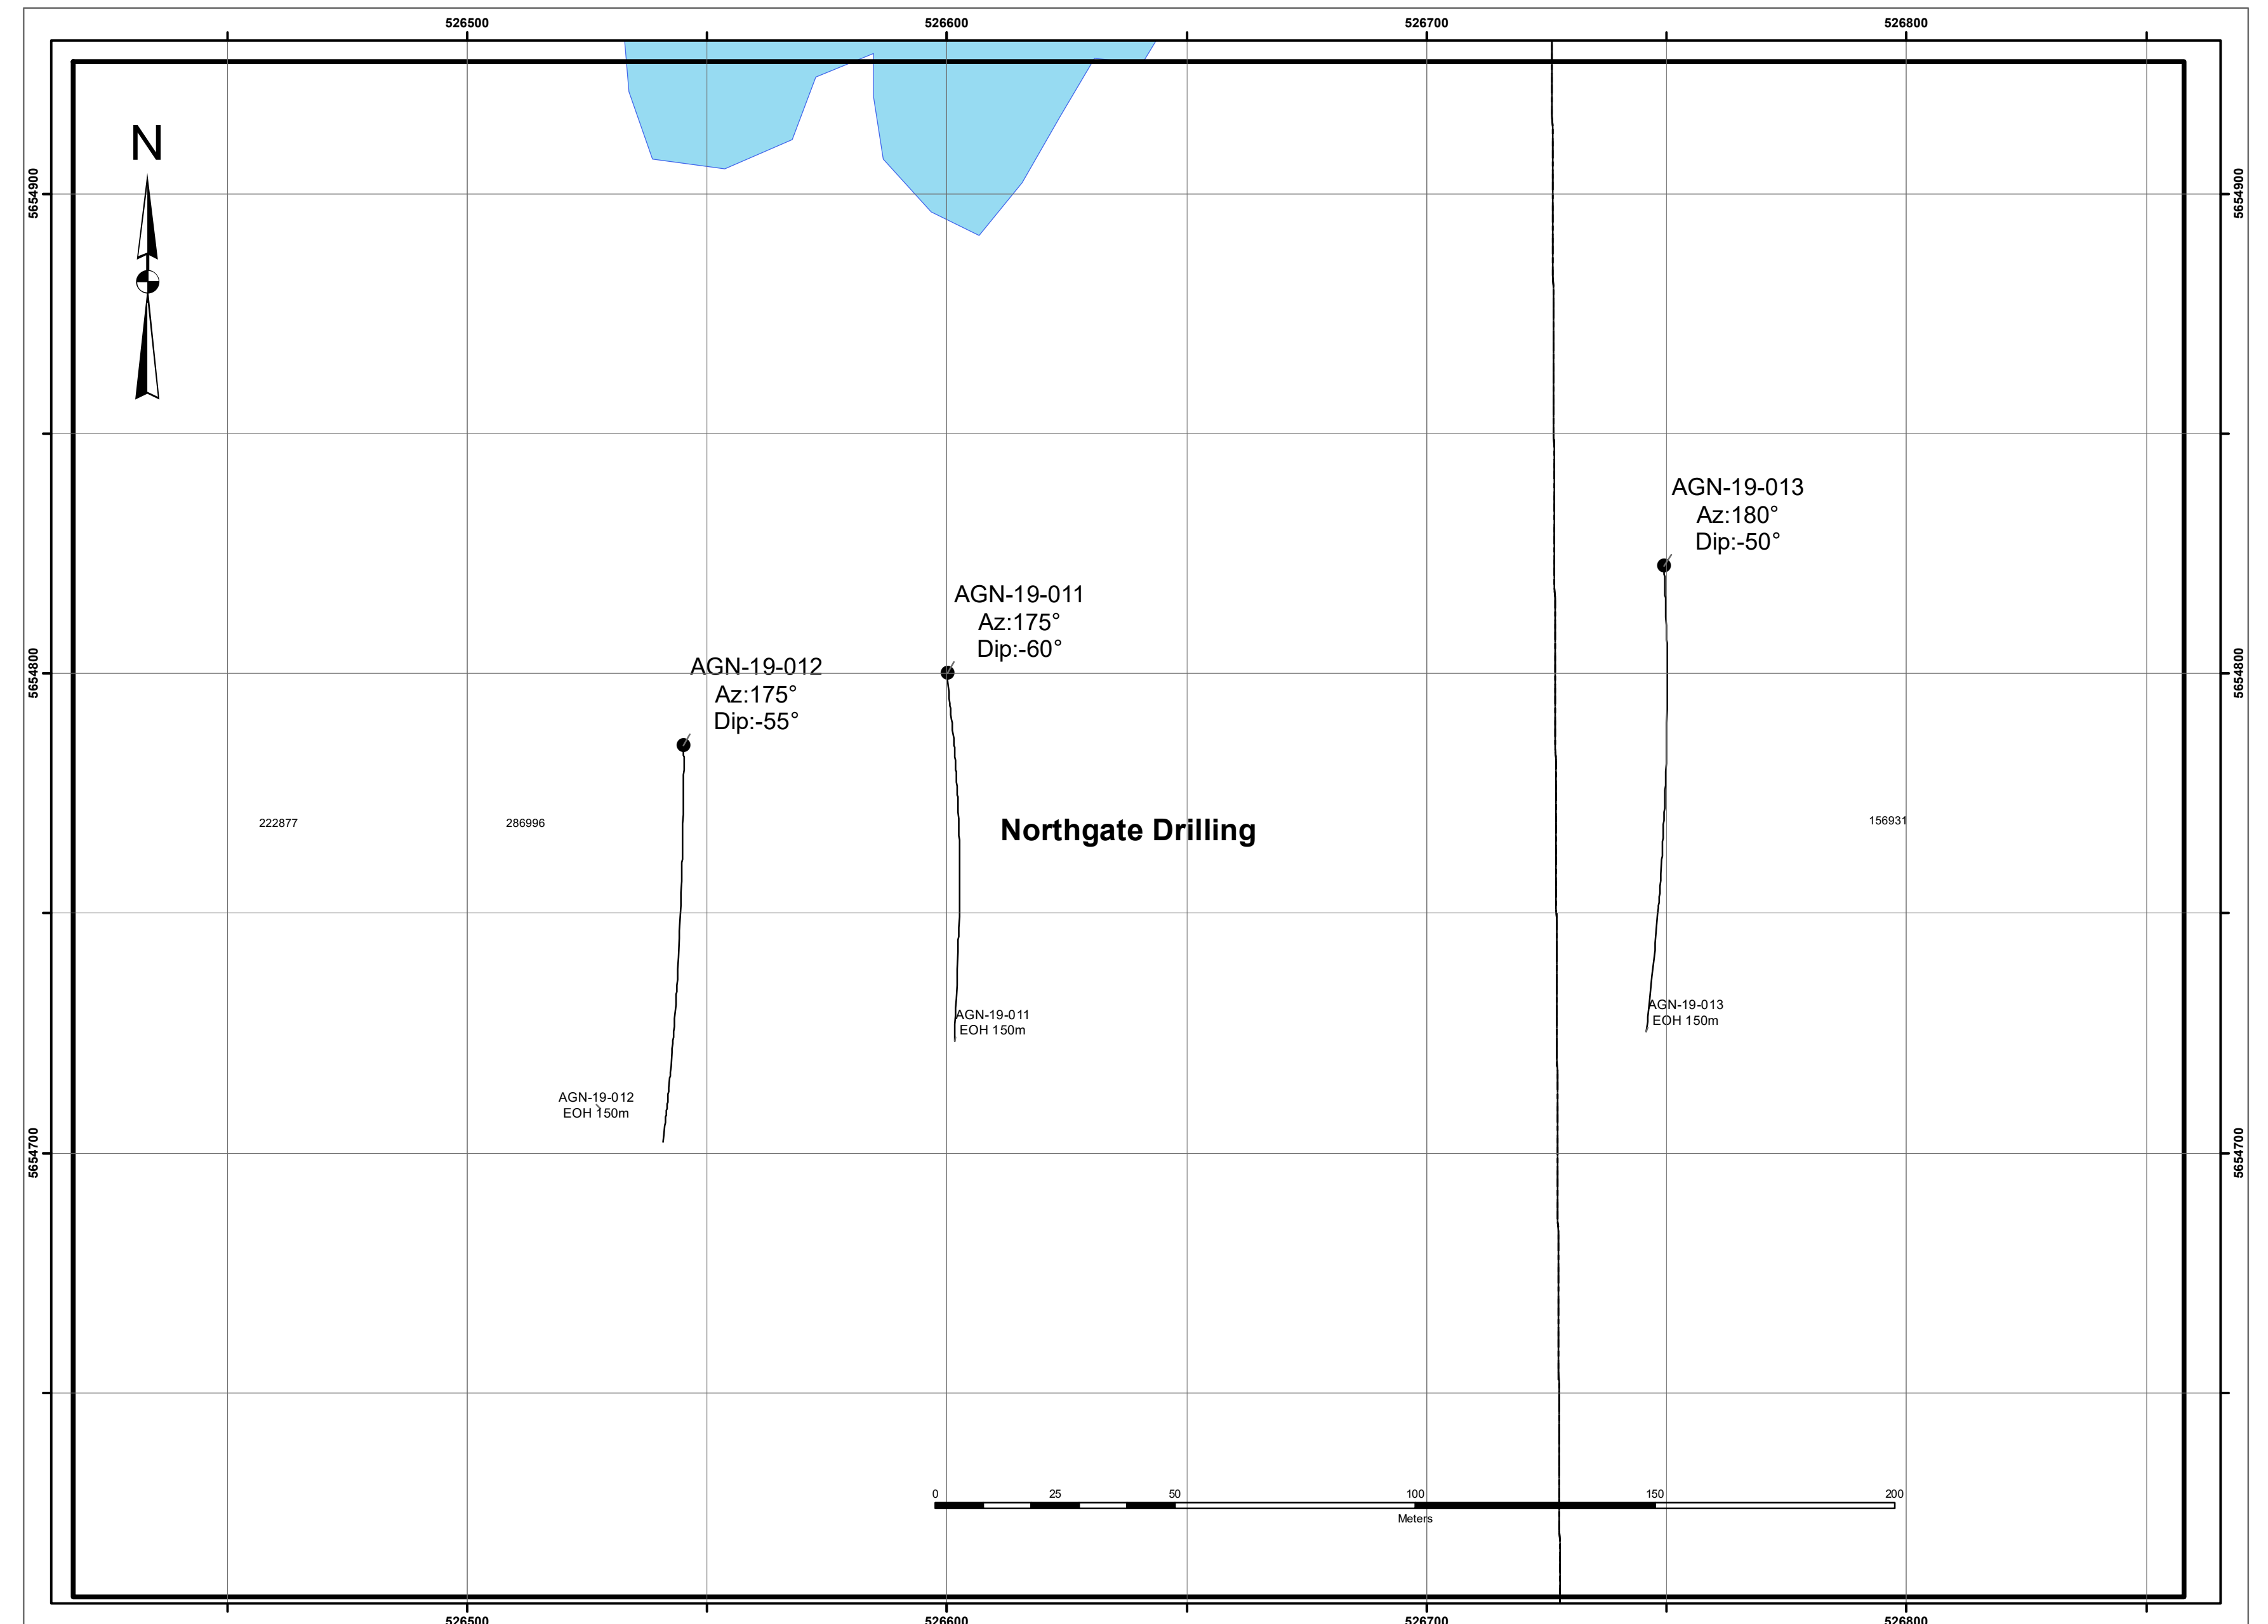 526500 526600 526700 526800
N
5654900 5654900
AGN-19-013
Az:180°
Dip:-50°
AGN-19-011
Az:175°
Dip:-60°
5654800 5654800
AGN-19-012
Az:175°
Dip:-55°
222877 286996 Northgate Drilling 156931
AGN-19-013
EOH 150m
AGN-19-011
EOH 150m
AGN-19-012
EOH 150m
5654700 5654700
0 25 50 100 150 200
Meters
526500 526600 526700 526800